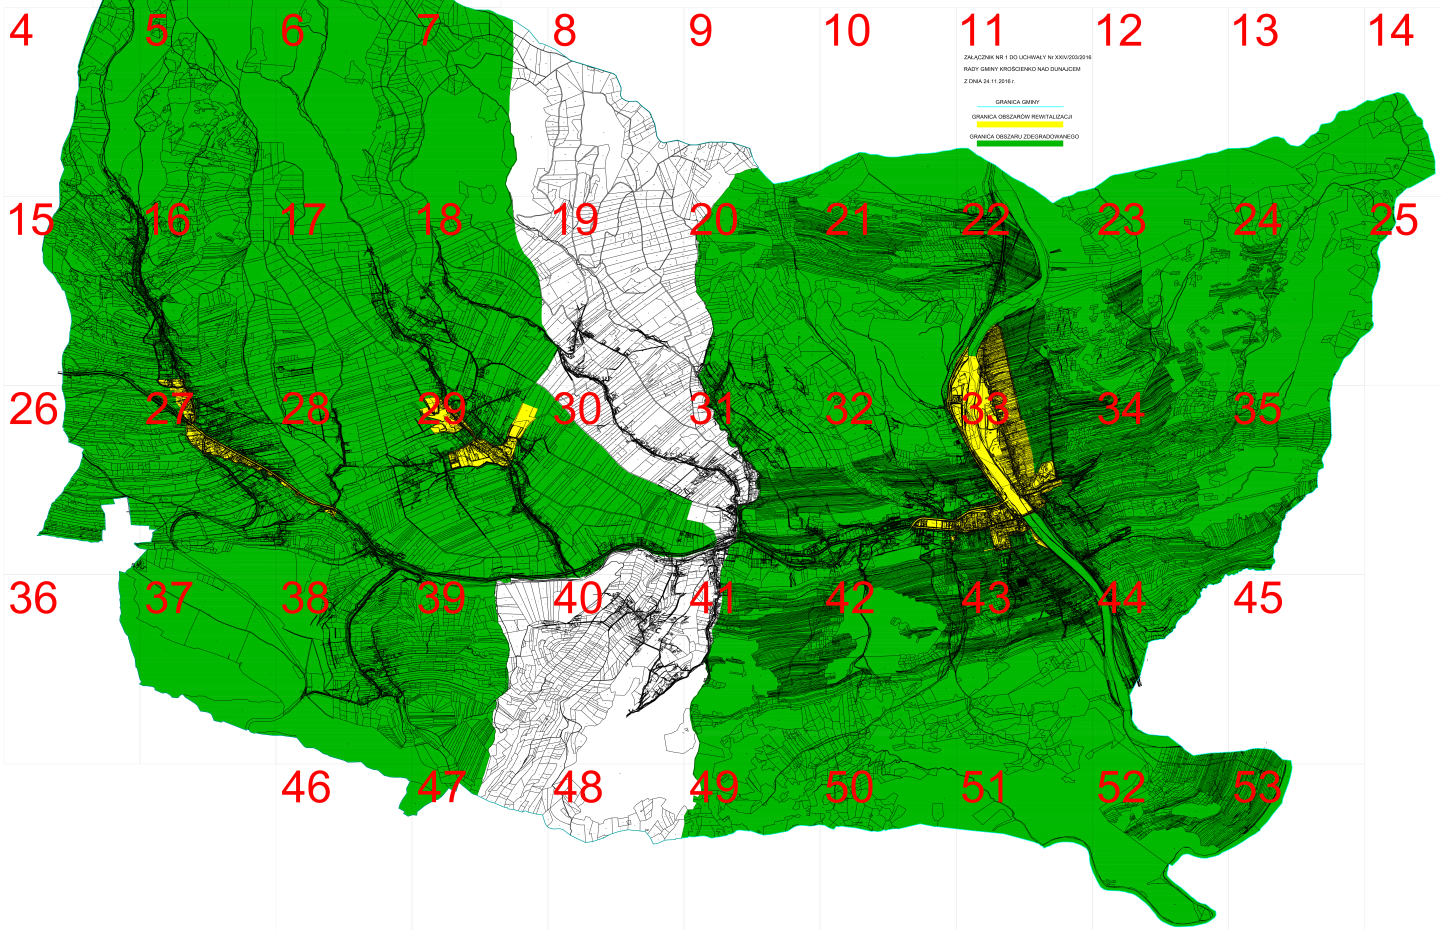 4 5 6 7 8 9 10 11 12 13 14
ZAŁĄCZNIK NR 1 DO UCHWAŁY Nr XXIV/203/2016
RADY GMINY KROŚCIENKO NAD DUNAJCEM
Z DNIA 24.11.2016 r.
GRANICA GMINY
GRANICA OBSZARÓW REWITALIZACJI
GRANICA OBSZARU ZDEGRADOWANEGO
15 16 17 18 19 20 21 22 23 24 25
26 27 28 29 30 31 32 33 34 35
36 37 38 39 40 41 42 43 44 45
46 47 48 49 50 51 52 53